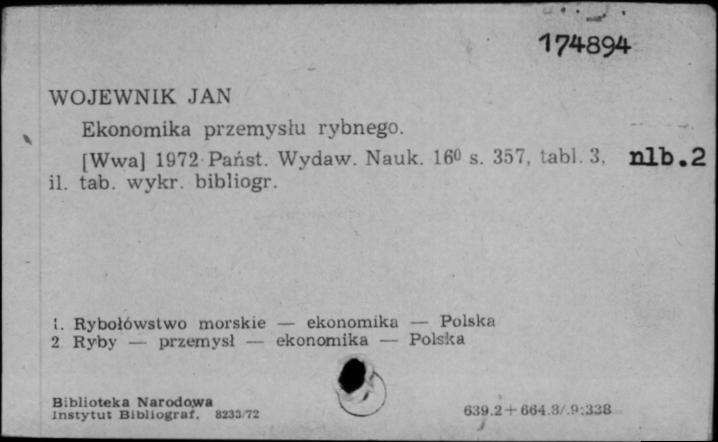 174894
WOJEWNIK JAN
Ekonomika przemysłu rybnego.
[Wwa] 1972 Państ. Wydaw. Nauk. 16⁰ s. 357, tabl. 3, nlb.2
il. tab. wykr. bibliogr.
1. Rybołówstwo morskie — ekonomika — Polska
2 Ryby — przemysł — ekonomika — Polska
Biblioteka Narodowa
Instytut Bibliograf. 8233/72
639.2 + 664.8/.9:338